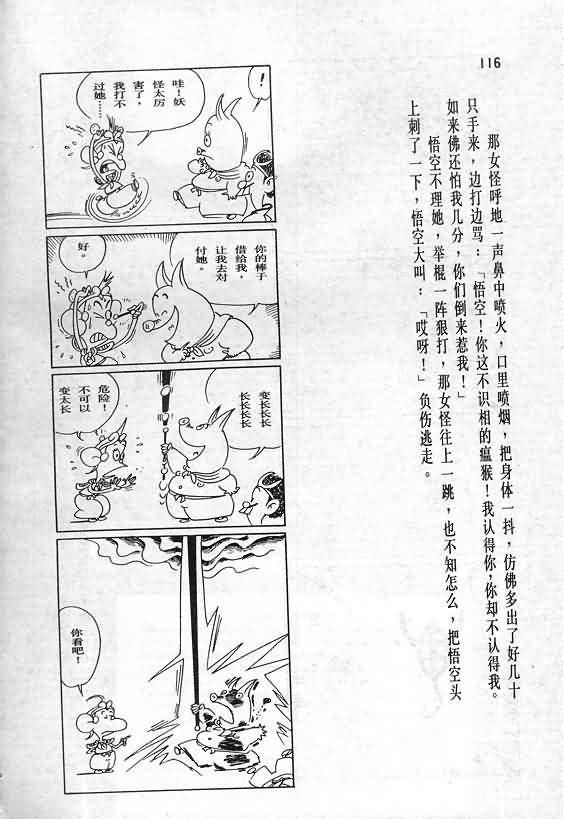 116
那女怪呼地一声鼻中喷火，口里喷烟，把身体一抖，仿佛多出了好几十
只手来，边打边骂：「悟空！你这不识相的瘟猴！我认得你，你却不认得我。
如来佛还怕我几分，你们倒来惹我！」
悟空不理她，举棍一阵狠打，那女怪往上一跳，也不知怎么，把悟空头
上刺了一下，悟空大叫：「哎呀！」负伤逃走。
！
哇！妖
怪太厉
害了，
我打不
过她……
你的棒子
借给我，
让我去对
付她。
好。
变长长长
长长长长
危险！
不可以
变太长
你看吧！